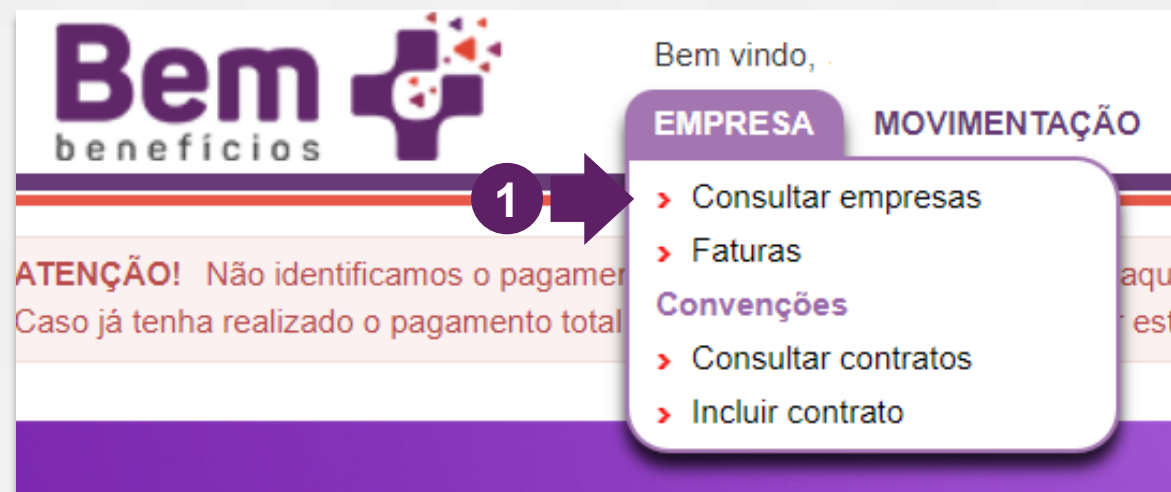 Bem
benefícios
Bem vindo,
EMPRESA MOVIMENTAÇÃO
1
Consultar empresas
Faturas
Convenções
Consultar contratos
Incluir contrato
ATENÇÃO! Não identificamos o
Caso já tenha realizado o pagamento total